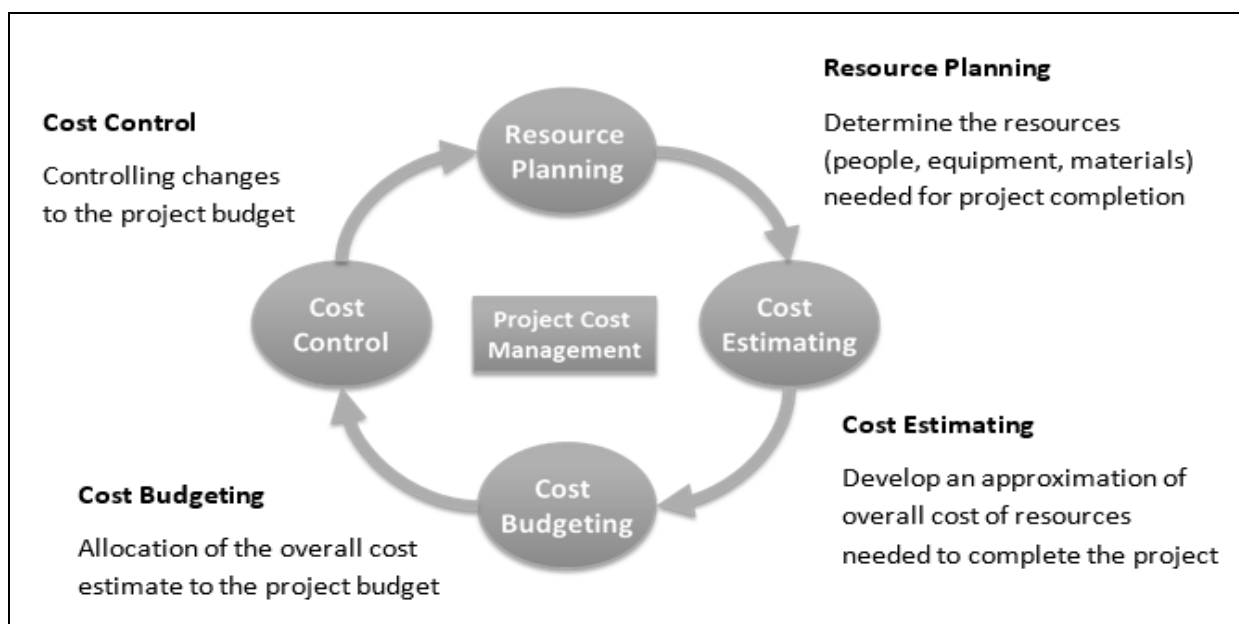 Resource Planning
Determine the resources
(people, equipment, materials)
needed for project completion
Cost Control
Controlling changes
to the project budget
Resource
Planning
Cost
Control
Project Cost
Management
Cost
Estimating
Cost Estimating
Develop an approximation of
overall cost of resources
needed to complete the project
Cost Budgeting
Allocation of the overall cost
estimate to the project budget
Cost
Budgeting